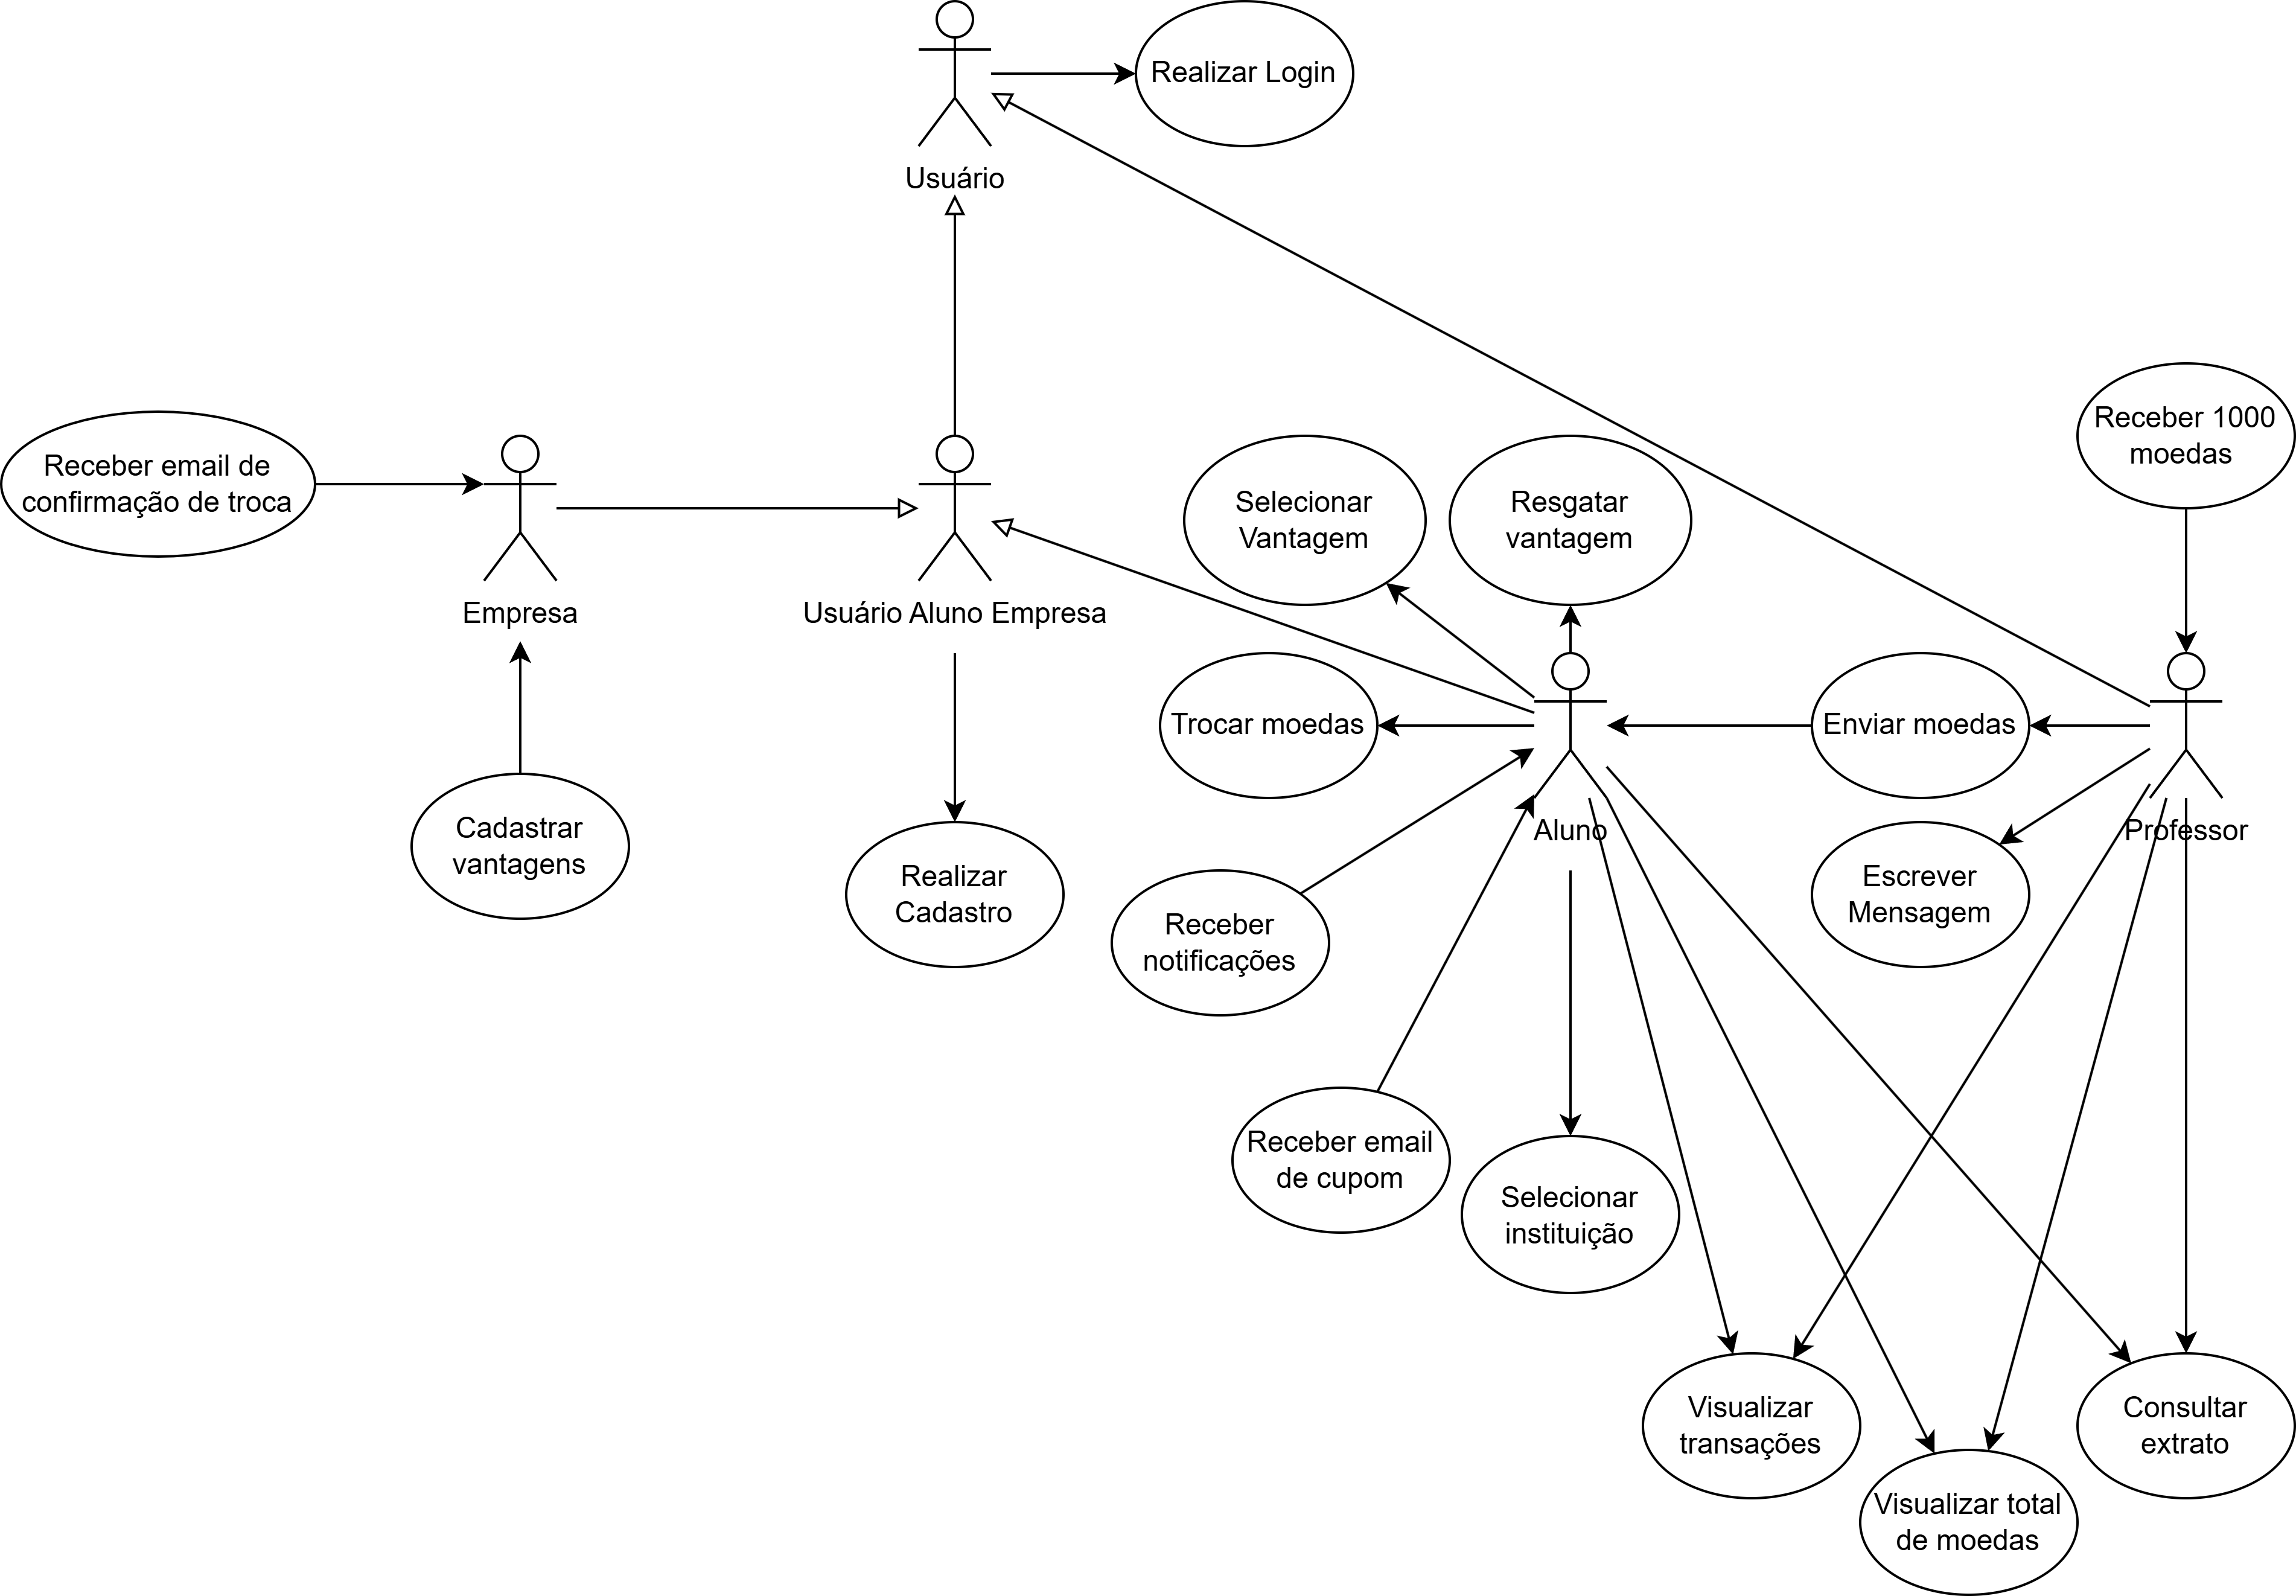 Realizar Login
Usuário
Receber 1000
moedas
Receber email de
confirmação de troca
Selecionar
Vantagem
Resgatar
vantagem
Empresa
Usuário Aluno Empresa
Trocar moedas
Enviar moedas
Cadastrar
vantagens
Aluno
Professor
Realizar
Cadastro
Escrever
Mensagem
Receber
notificações
Receber email
de cupom
Selecionar
instituição
Visualizar
transações
Consultar
extrato
Visualizar total
de moedas